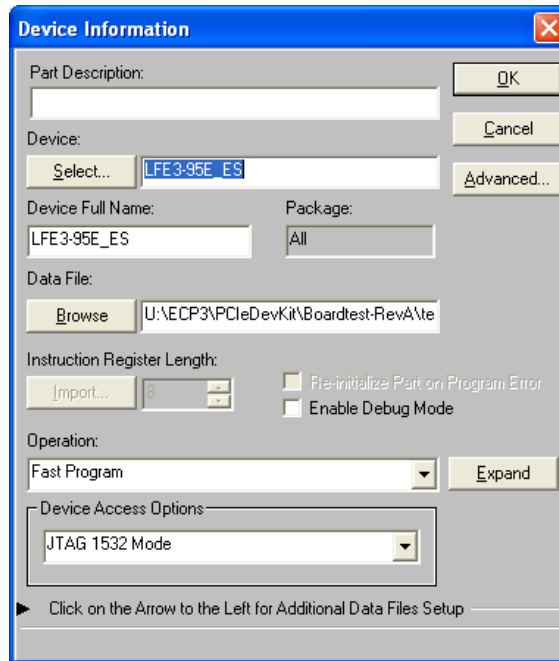 Device Information
Part Description:
OK
Device:
Cancel
Select...
LFE3-95E_ES
Advanced...
Device Full Name:
Package:
LFE3-95E_ES
All
Data File:
Browse
U:\ECP3\PCIeDevKit\Boardtest-RevA\te
Instruction Register Length:
Import...
8
Re-initialize Part on Program Error
Enable Debug Mode
Operation:
Fast Program
Expand
Device Access Options
JTAG 1532 Mode
Click on the Arrow to the Left for Additional Data Files Setup